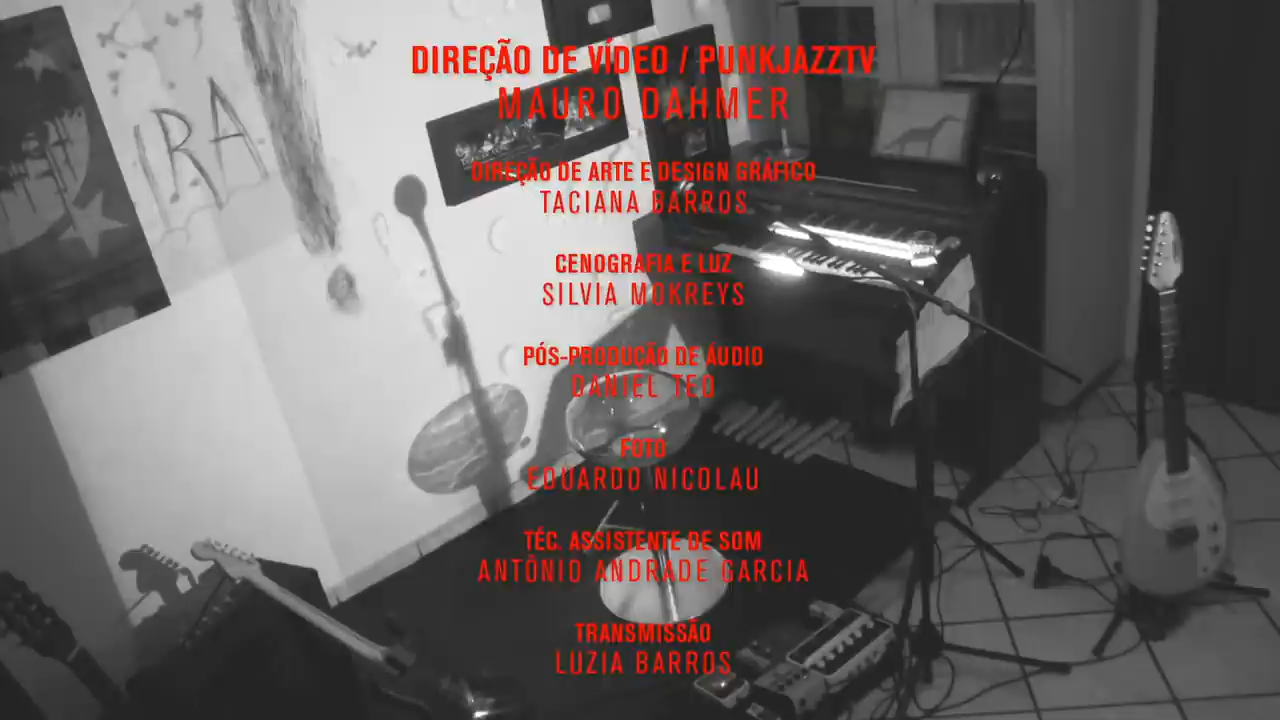 DIREÇÃO DE VÍDEO / PUNKJAZZTV
MAURO DAHMER
DIREÇÃO DE ARTE E DESIGN GRÁFICO
TACIANA BARROS
CENOGRAFIA E LUZ
SILVIA MOKREYS
PÓS-PRODUÇÃO DE ÁUDIO
DANIEL TEO
FOTO
EDUARDO NICOLAU
TÉC. ASSISTENTE DE SOM
ANTÔNIO ANDRADE GARCIA
TRANSMISSÃO
LUZIA BARROS
IRA